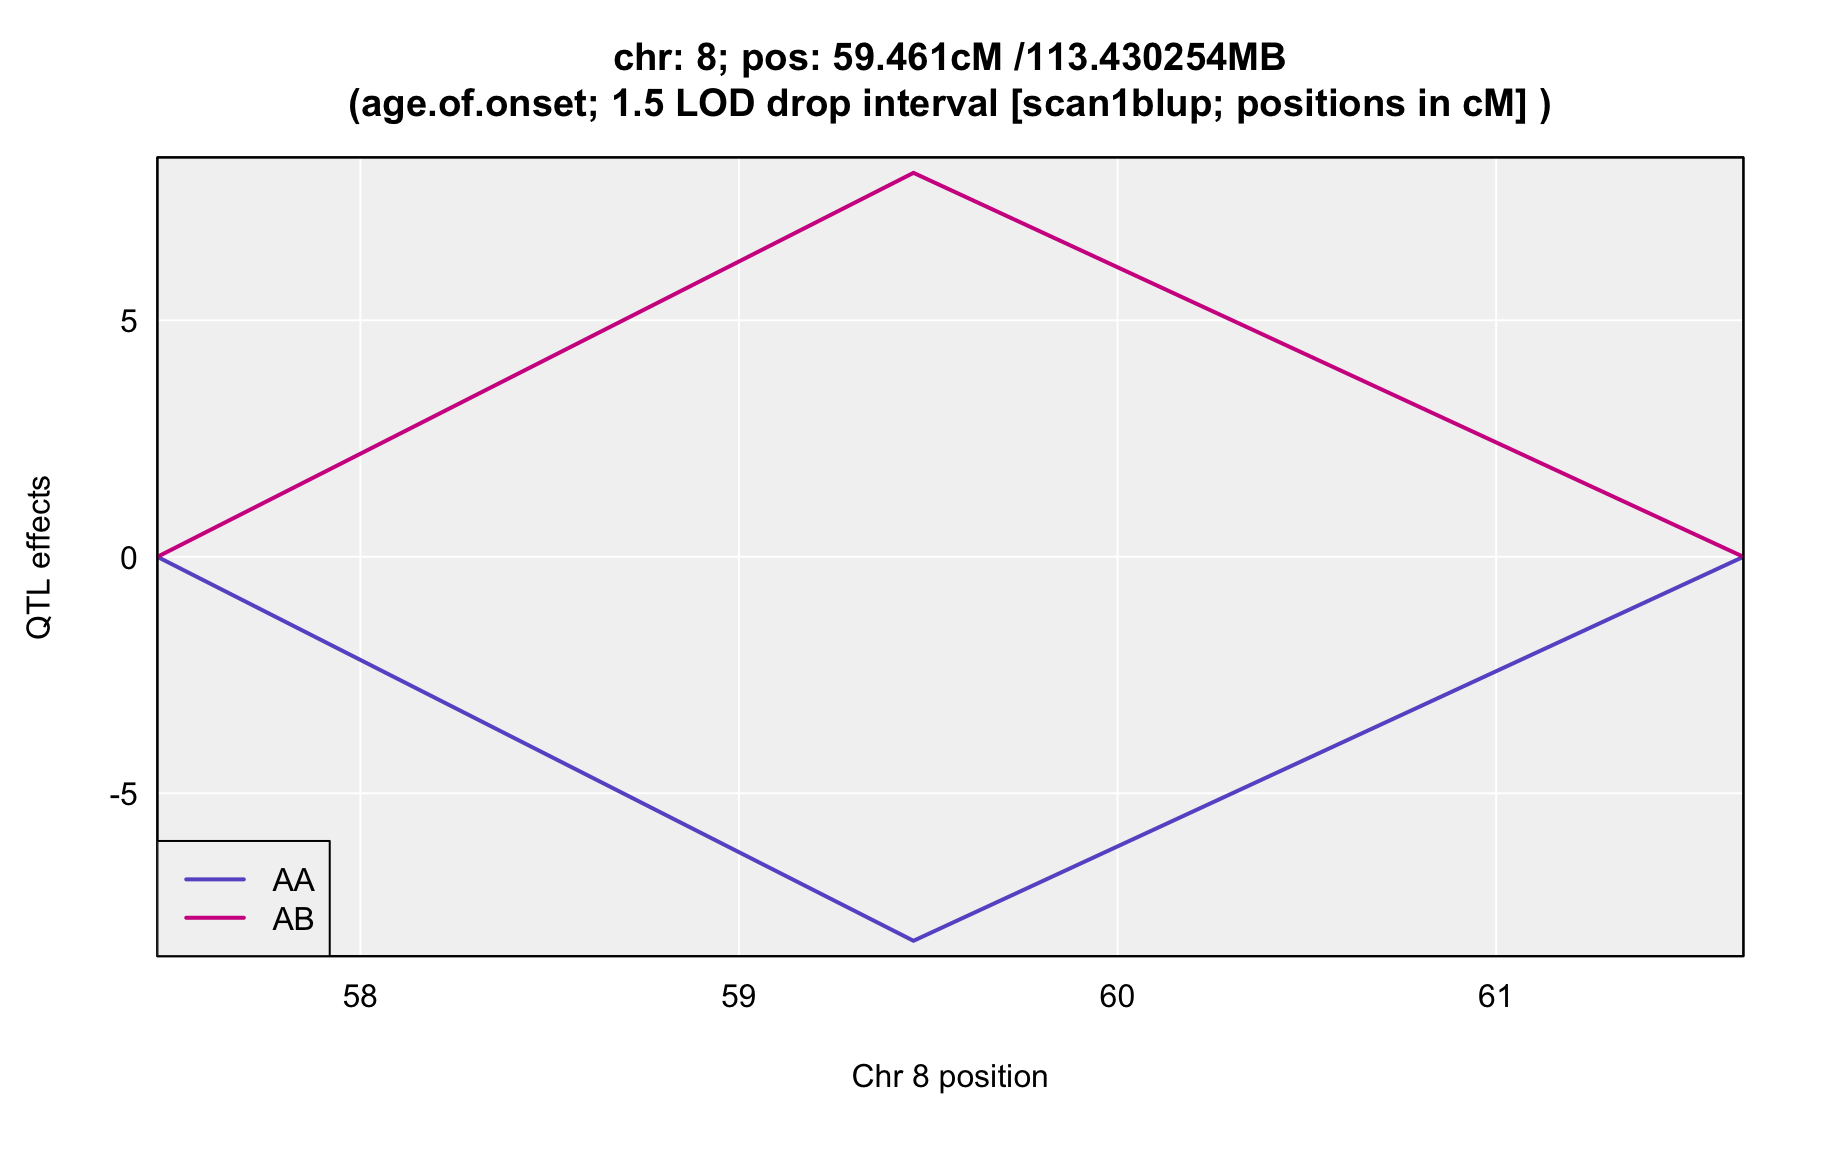 chr: 8; pos: 59.461cM /113.430254MB
(age.of.onset; 1.5 LOD drop interval [scan1blup; positions in cM] )
QTL effects
5
0
-5
AA
AB
58 59 60 61
Chr 8 position